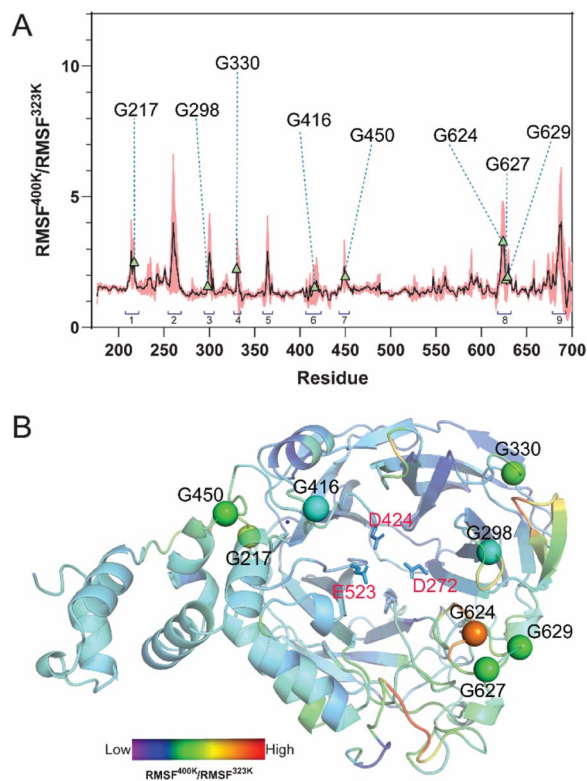 A
G330
G217 G298
G416 G450
G624
G627
G629
RMSF400K/RMSF323K
10
5
0
1 2 3 4 5 6 7 8 9
200 250 300 350 400 450 500 550 600 650 700
Residue
B
G330
G450 G416
G217
D424
G298
E523 D272
G624
G629
G627
Low High
RMSF400K/RMSF323K